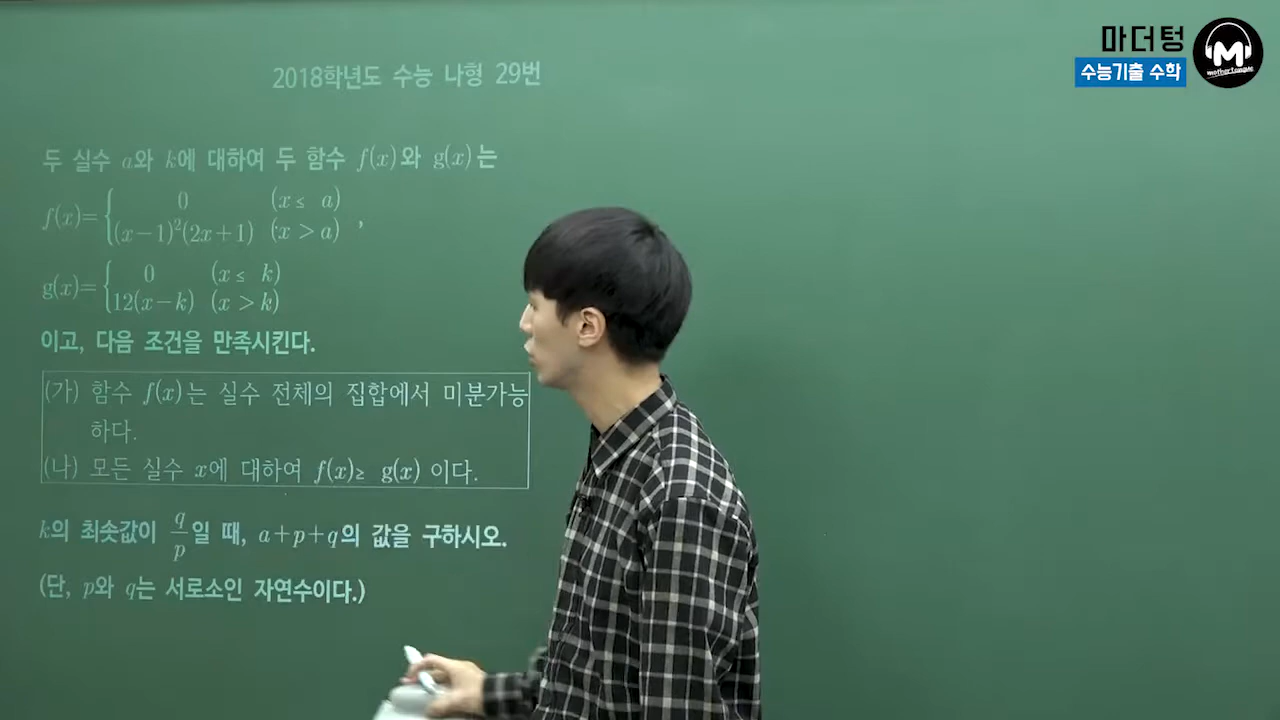 마더텅
수능기출 수학
M
mothertongue
2018학년도 수능 나형 29번
두 실수 a와 k에 대하여 두 함수 f(x)와 g(x)는
f(x)={ 0 (x ≤ a)
(x−1)²(2x+1) (x > a) ,
g(x)={ 0 (x ≤ k)
12(x−k) (x > k)
이고, 다음 조건을 만족시킨다.
(가) 함수 f(x)는 실수 전체의 집합에서 미분가능
하다.
(나) 모든 실수 x에 대하여 f(x)≥ g(x) 이다.
k의 최솟값이 q/p일 때, a+p+q의 값을 구하시오.
(단, p와 q는 서로소인 자연수이다.)